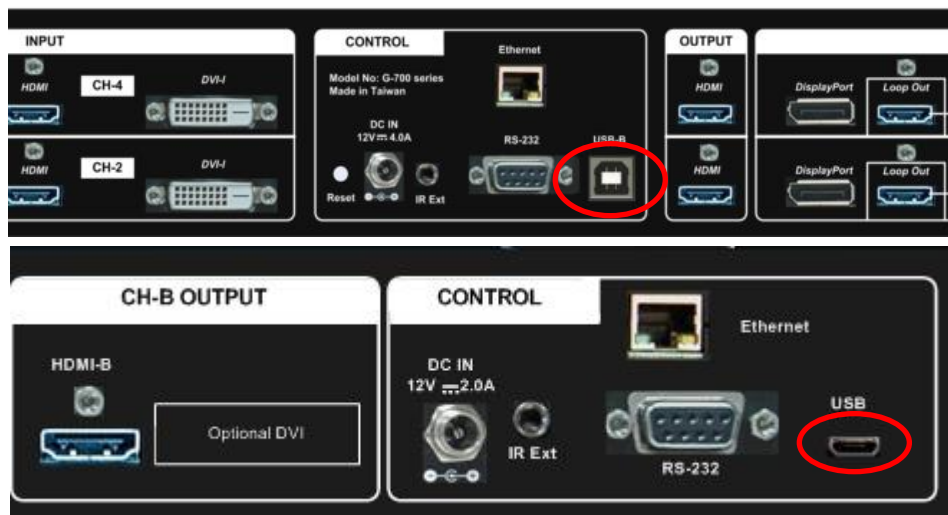 INPUT
HDMI
CH-4
DVI-I
HDMI
CH-2
DVI-I
CONTROL
Ethernet
Model No: G-700 series
Made in Taiwan
DC IN
12V⎓4.0A
RS-232
USB-B
Reset
IR Ext
OUTPUT
HDMI
DisplayPort
Loop Out
HDMI
DisplayPort
Loop Out
CH-B OUTPUT
HDMI-B
Optional DVI
CONTROL
Ethernet
DC IN
12V ⎓2.0A
IR Ext
RS-232
USB